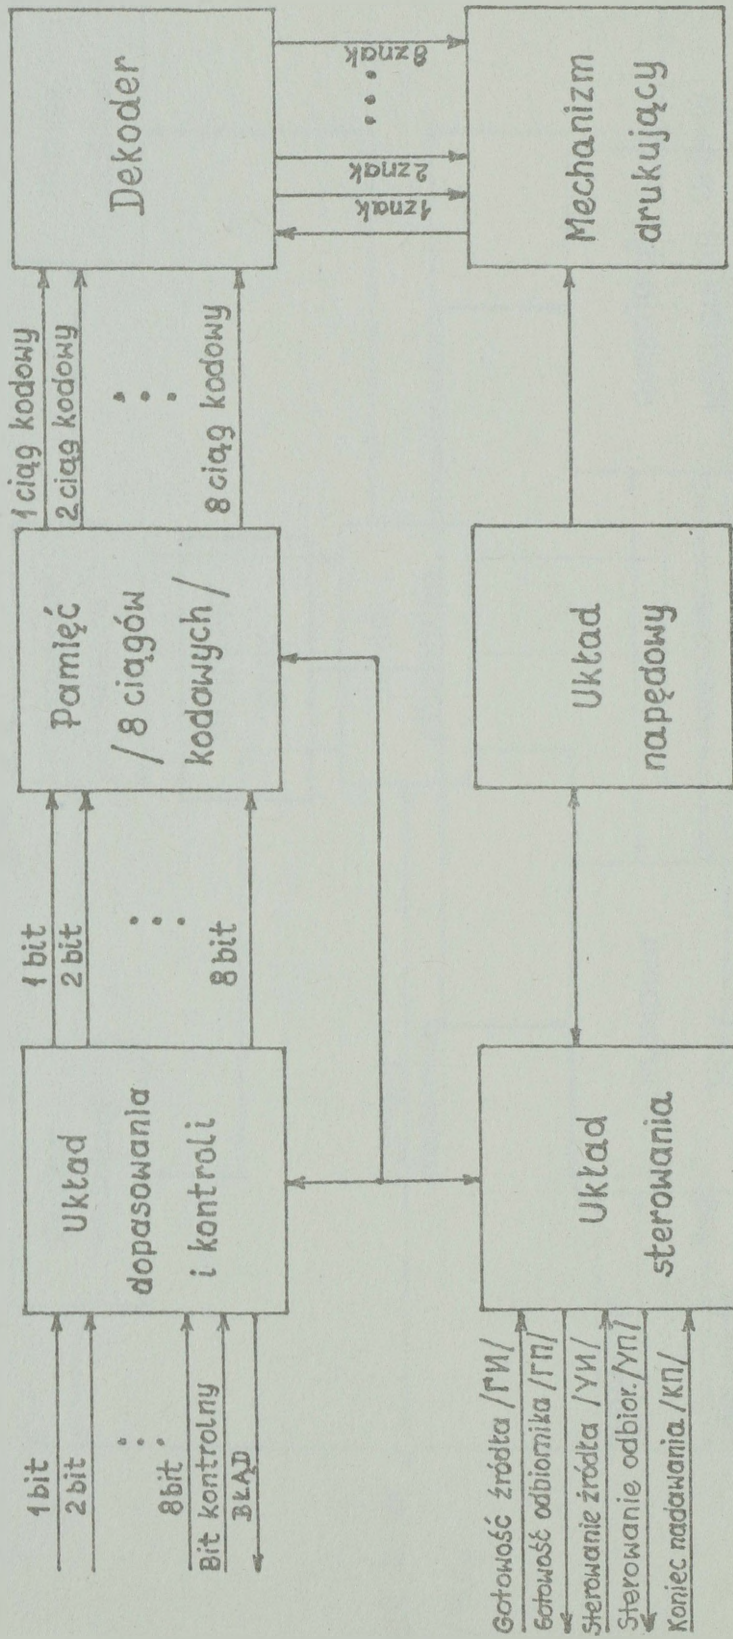 1 bit
2 bit
8 bit
Bit kontrolny
BŁĄD
Układ
dopasowania
i kontroli
1 bit
2 bit
8 bit
Pamięć
/8 ciągów
kodowych/
1 ciąg kodowy
2 ciąg kodowy
8 ciąg kodowy
Dekoder
1 znak
2 znak
8 znak
Gotowość źródła /ГИ/
Gotowość odbiornika /ГП/
Sterowanie źródła /УИ/
Sterowanie odbior. /УП/
Koniec nadawania /КП/
Układ
sterowania
Układ
napędowy
Mechanizm
drukujący